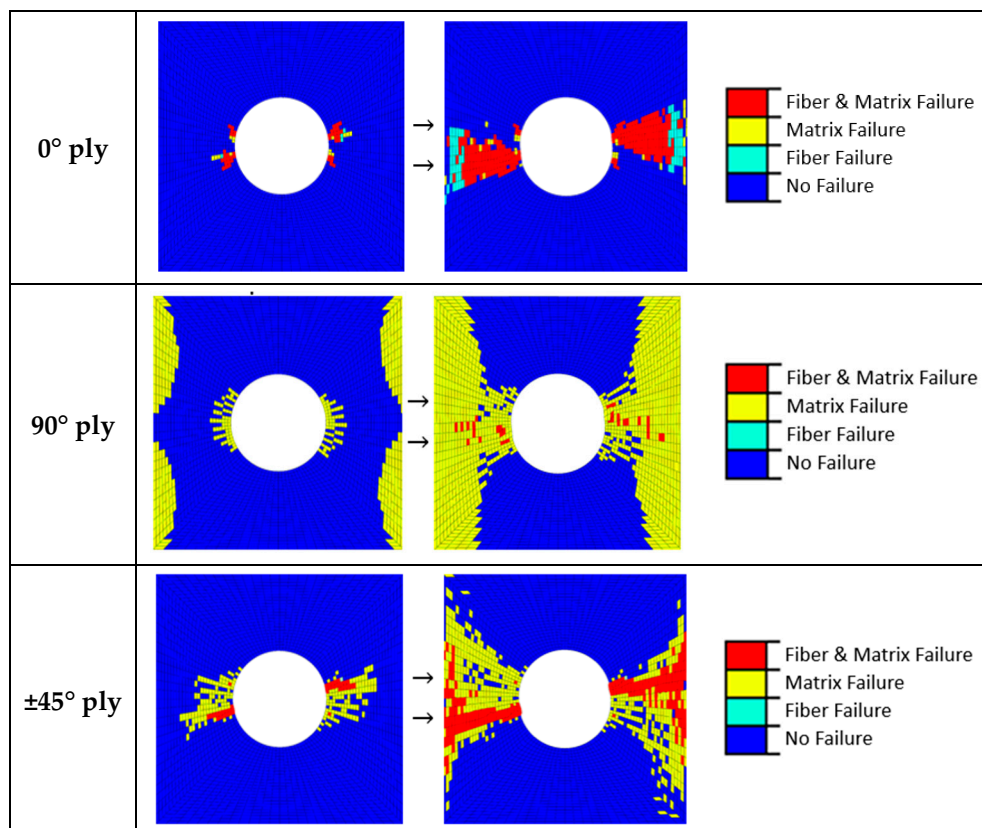 0° ply
→
→
Fiber & Matrix Failure
Matrix Failure
Fiber Failure
No Failure
90° ply
→
→
Fiber & Matrix Failure
Matrix Failure
Fiber Failure
No Failure
±45° ply
→
→
Fiber & Matrix Failure
Matrix Failure
Fiber Failure
No Failure